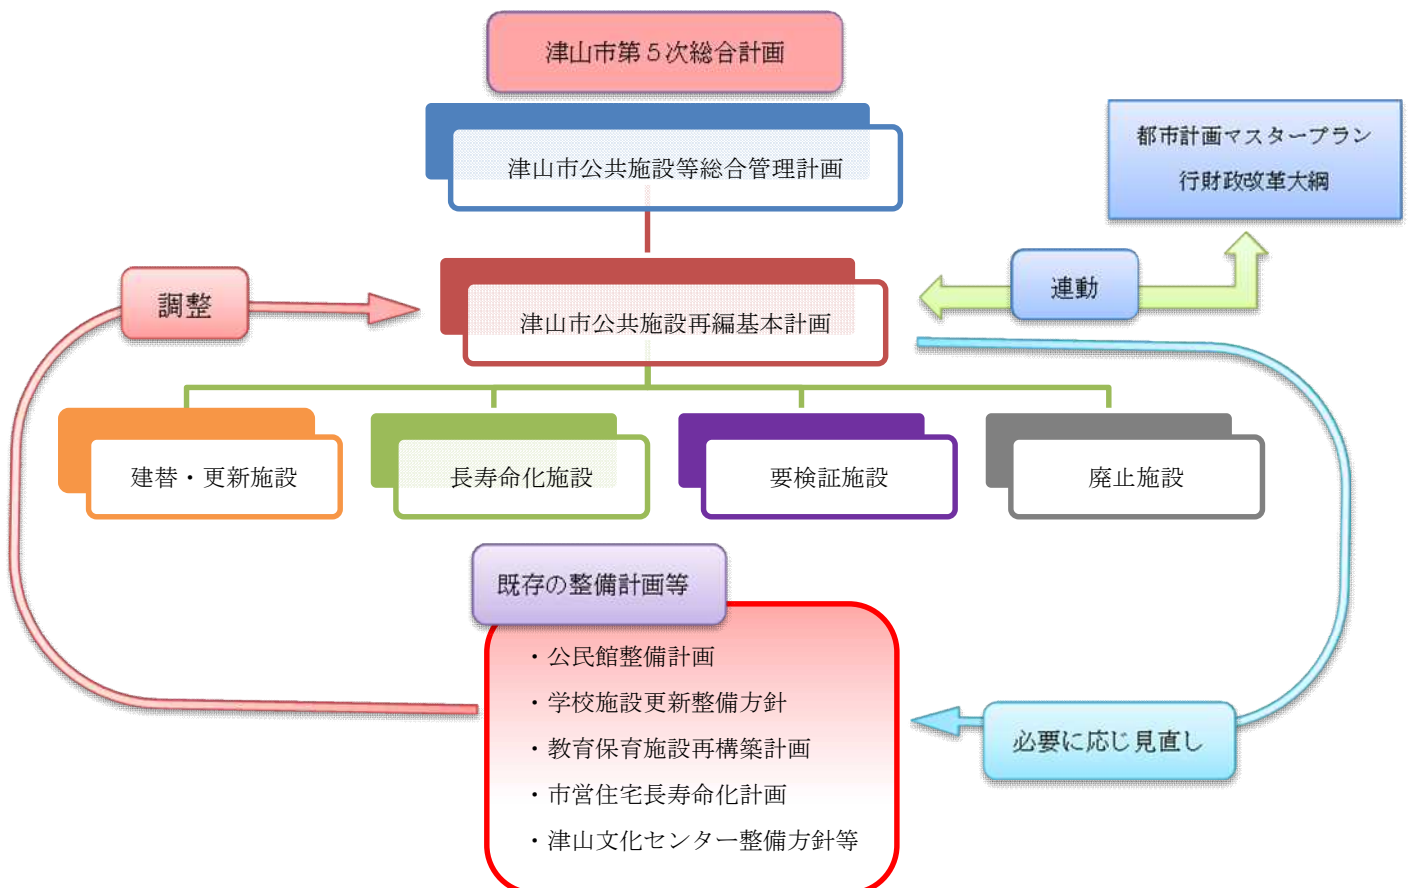 津山市第５次総合計画
津山市公共施設等総合管理計画
都市計画マスタープラン
行財政改革大綱
連動
調整
津山市公共施設再編基本計画
建替・更新施設
長寿命化施設
要検証施設
廃止施設
既存の整備計画等
・公民館整備計画
・学校施設更新整備方針
・教育保育施設再構築計画
・市営住宅長寿命化計画
・津山文化センター整備方針等
必要に応じ見直し